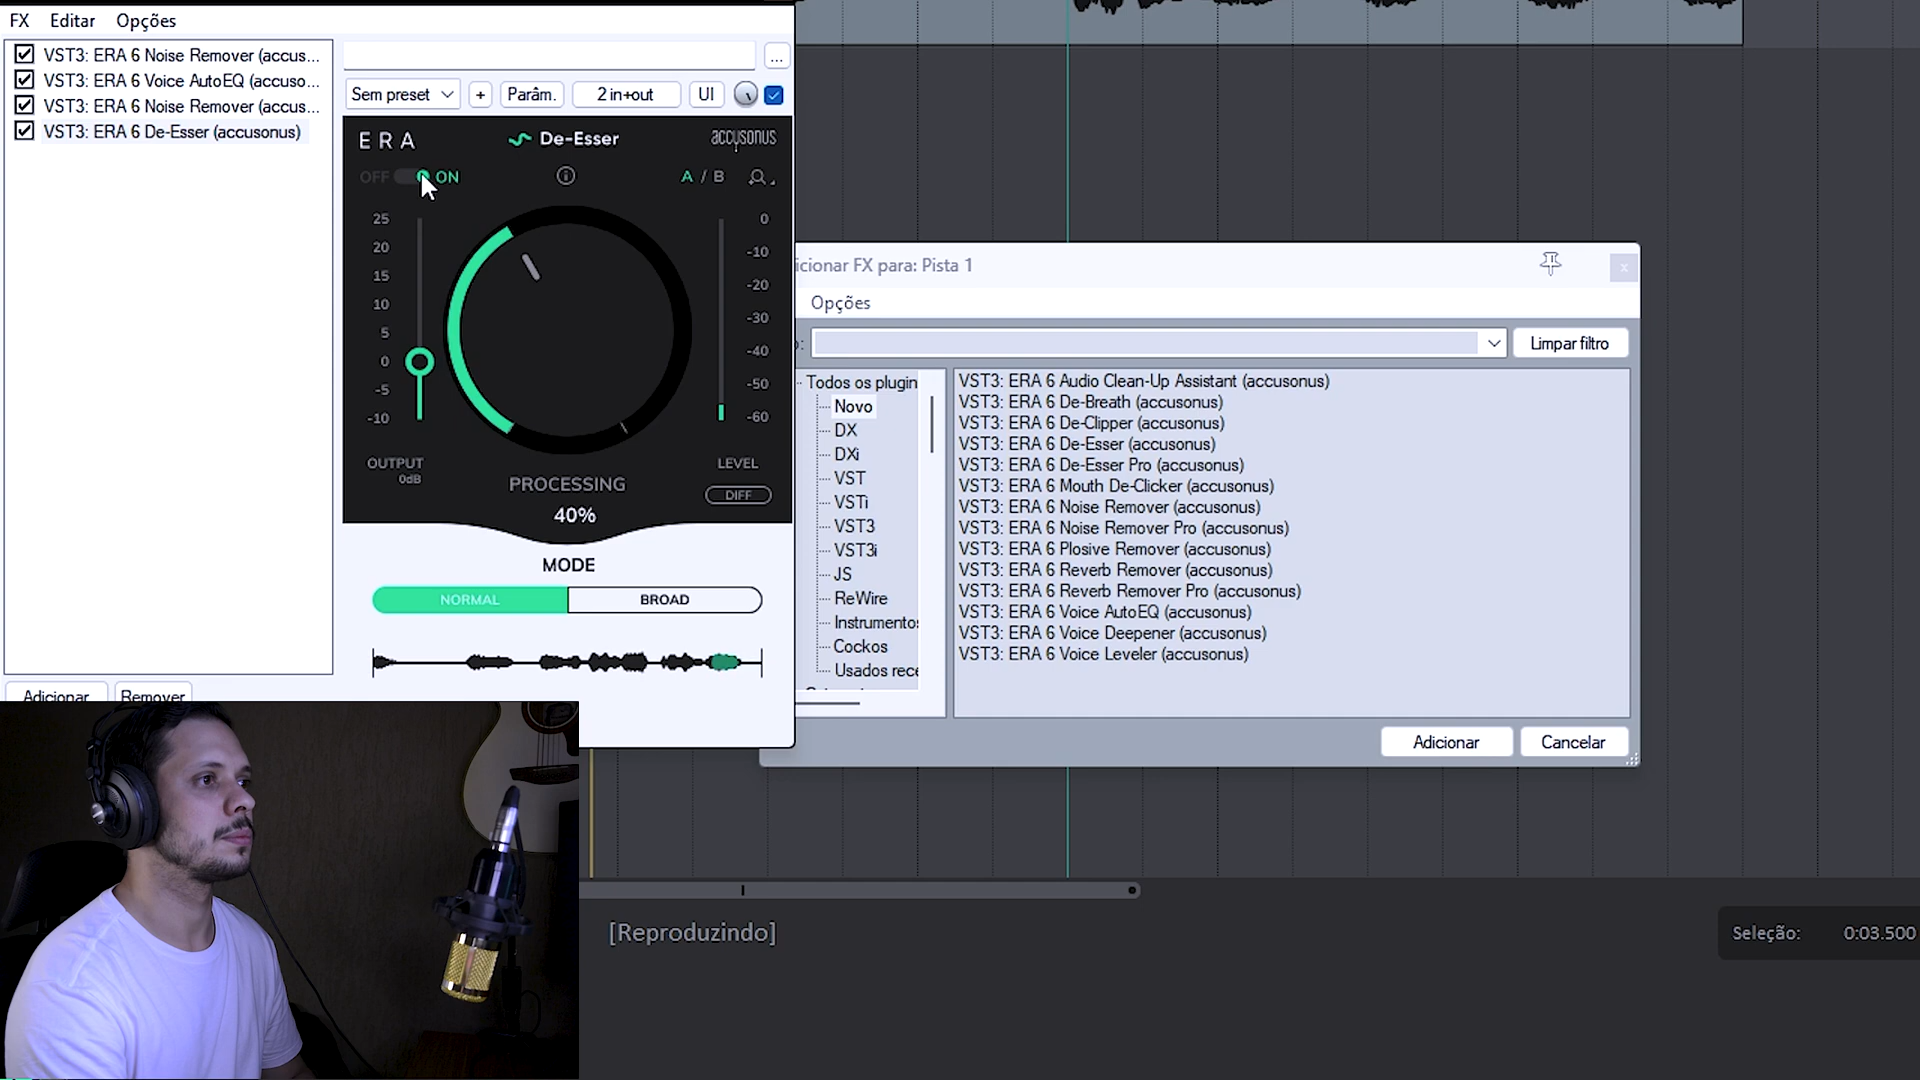 FX Editar Opções
VST3: ERA 6 Noise Remover (accus...
VST3: ERA 6 Voice AutoEQ (accuso...
VST3: ERA 6 Noise Remover (accus...
VST3: ERA 6 De-Esser (accusonus)
...
Sem preset + Parâm. 2 in+out UI
ERA De-Esser accusonus
OFF ON A / B
25
20
15
10
5
0
-5
-10
0
-10
-20
-30
-40
-50
-60
OUTPUT
0dB
PROCESSING
40%
LEVEL
DIFF
MODE
NORMAL BROAD
Adicionar Remover
icionar FX para: Pista 1
x
Opções
Limpar filtro
Todos os plugin
Novo
DX
DXi
VST
VSTi
VST3
VST3i
JS
ReWire
Instrumento
Cockos
Usados rece
VST3: ERA 6 Audio Clean-Up Assistant (accusonus)
VST3: ERA 6 De-Breath (accusonus)
VST3: ERA 6 De-Clipper (accusonus)
VST3: ERA 6 De-Esser (accusonus)
VST3: ERA 6 De-Esser Pro (accusonus)
VST3: ERA 6 Mouth De-Clicker (accusonus)
VST3: ERA 6 Noise Remover (accusonus)
VST3: ERA 6 Noise Remover Pro (accusonus)
VST3: ERA 6 Plosive Remover (accusonus)
VST3: ERA 6 Reverb Remover (accusonus)
VST3: ERA 6 Reverb Remover Pro (accusonus)
VST3: ERA 6 Voice AutoEQ (accusonus)
VST3: ERA 6 Voice Deepener (accusonus)
VST3: ERA 6 Voice Leveler (accusonus)
Adicionar Cancelar
[Reproduzindo]
Seleção: 0:03.500